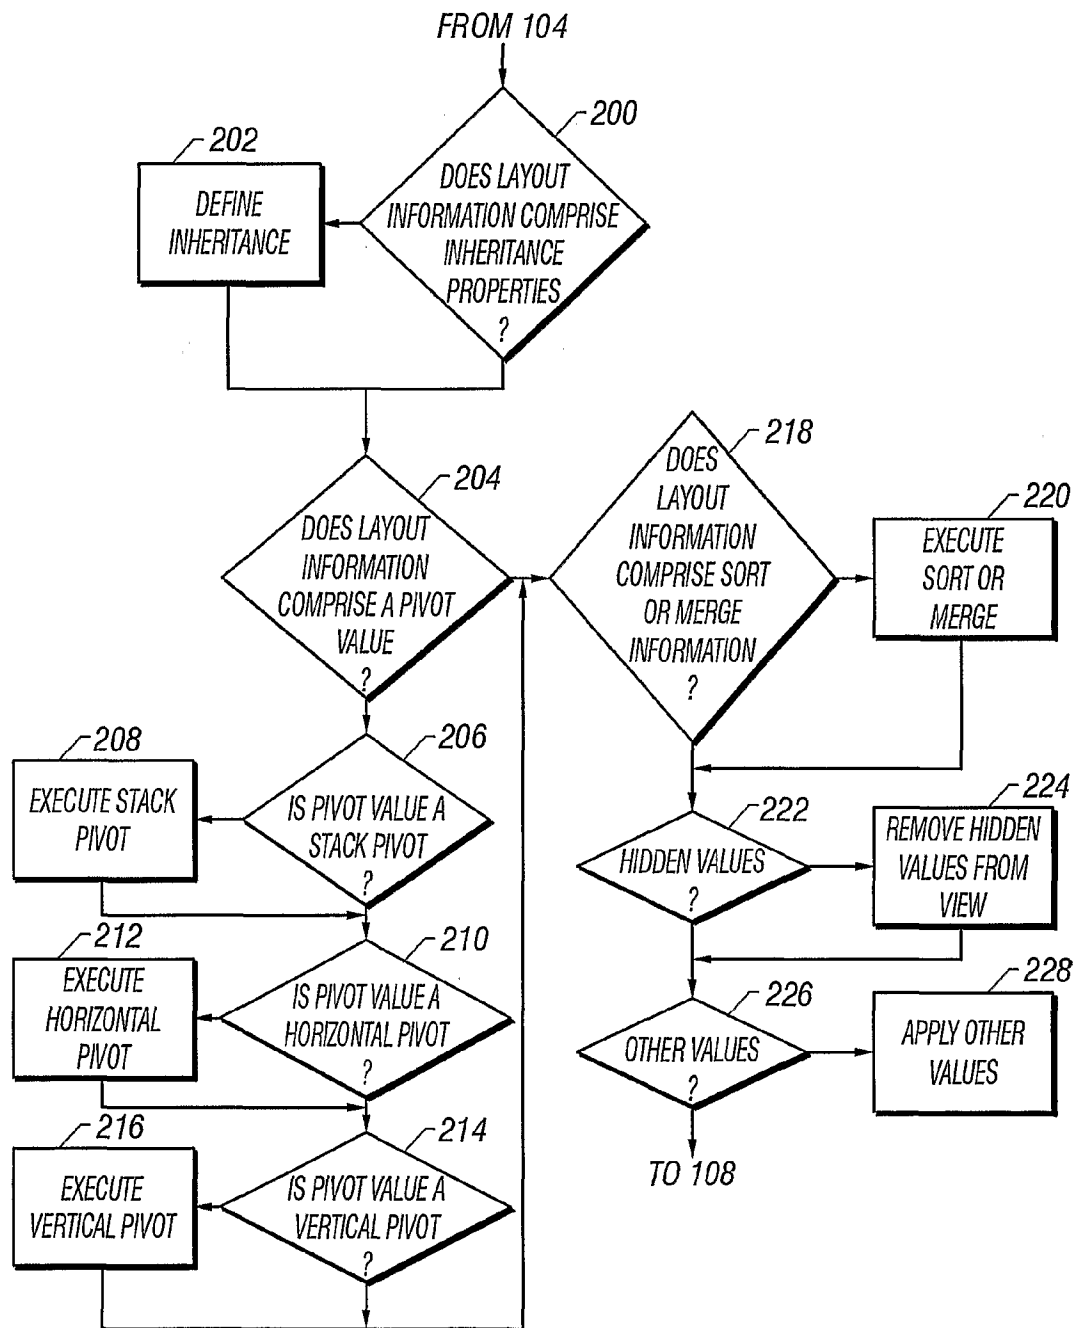 FROM 104
200
DOES LAYOUT
INFORMATION COMPRISE
INHERITANCE
PROPERTIES
?
202
DEFINE
INHERITANCE
204
DOES LAYOUT
INFORMATION
COMPRISE A PIVOT
VALUE
?
206
IS PIVOT VALUE A
STACK PIVOT
?
208
EXECUTE STACK
PIVOT
210
IS PIVOT VALUE A
HORIZONTAL PIVOT
?
212
EXECUTE
HORIZONTAL
PIVOT
214
IS PIVOT VALUE A
VERTICAL PIVOT
?
216
EXECUTE
VERTICAL PIVOT
218
DOES
LAYOUT
INFORMATION
COMPRISE SORT
OR MERGE
INFORMATION
?
220
EXECUTE
SORT OR
MERGE
222
HIDDEN VALUES
?
224
REMOVE HIDDEN
VALUES FROM
VIEW
226
OTHER VALUES
?
228
APPLY OTHER
VALUES
TO 108